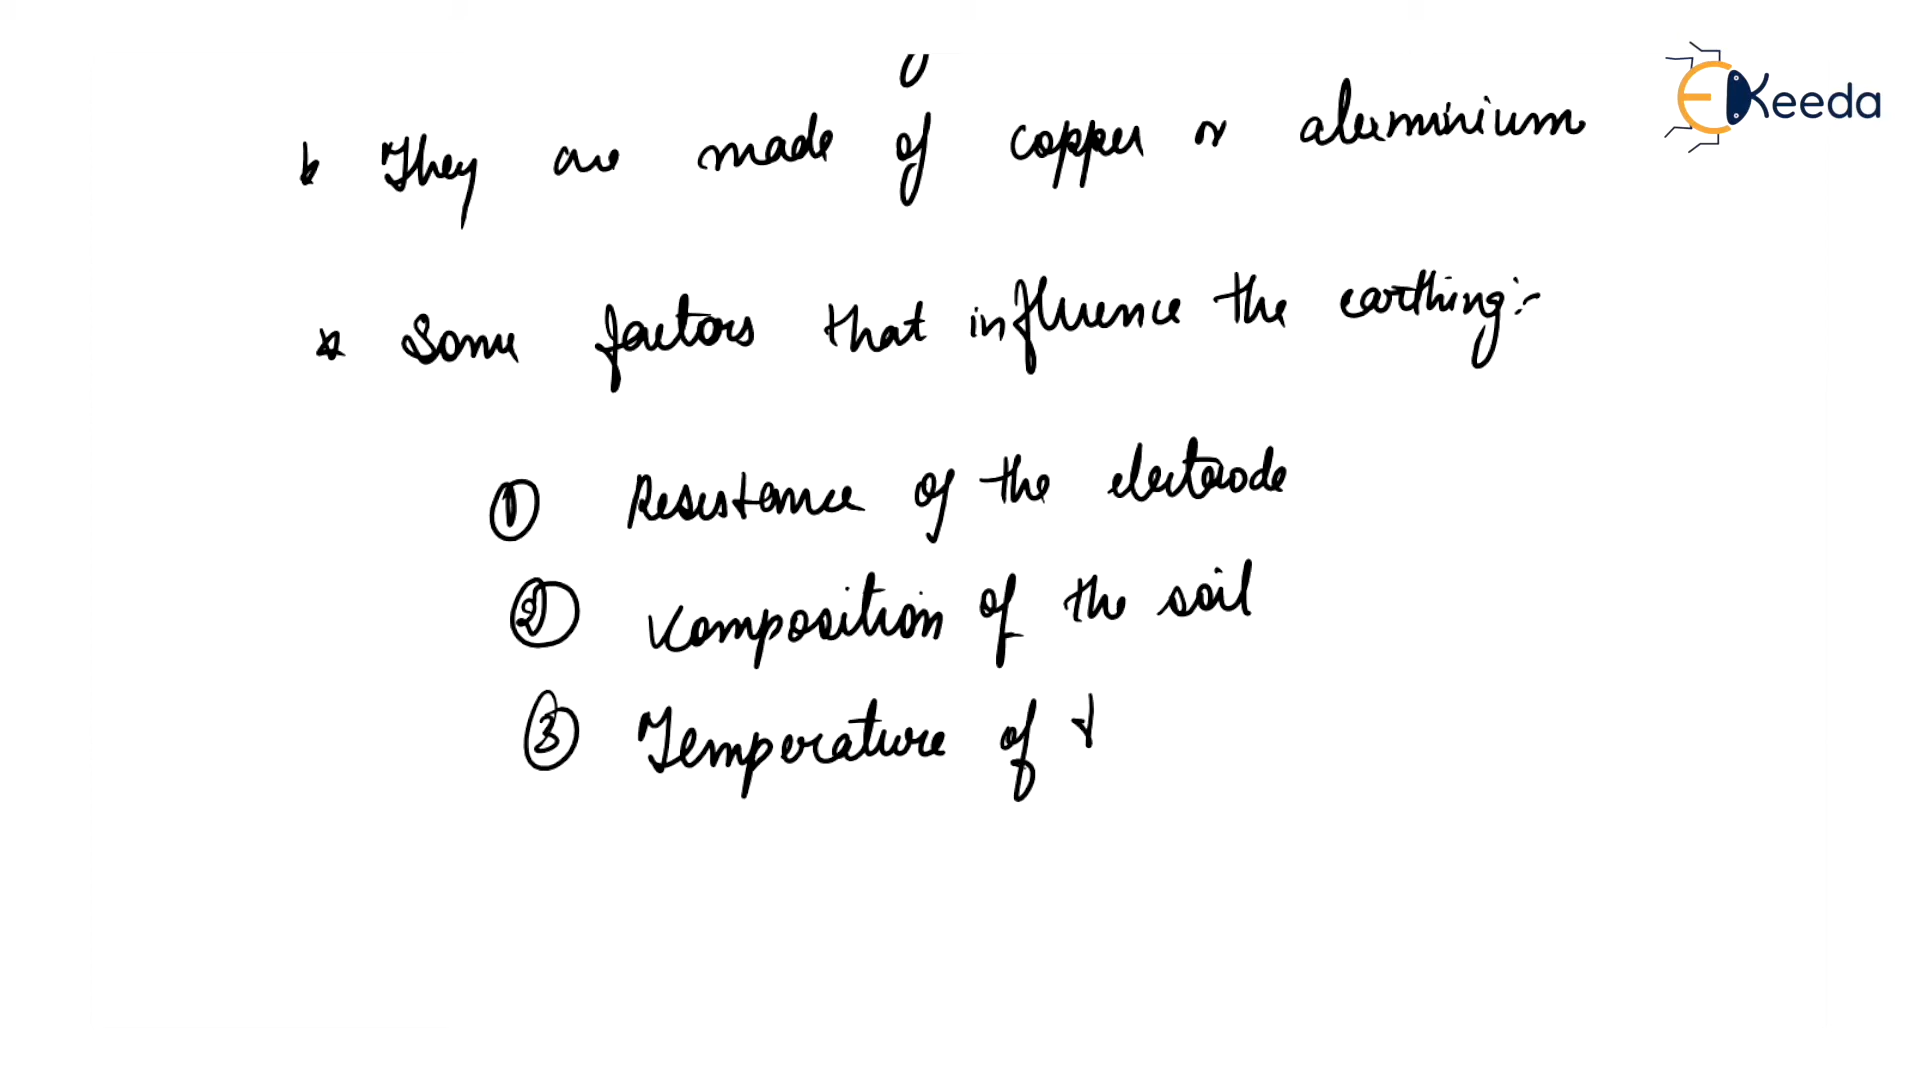 EKeeda
They are made of copper or aluminium
* Some factors that influence the earthing:-
① Resistance of the electrode
② Composition of the soil
③ Temperature of t